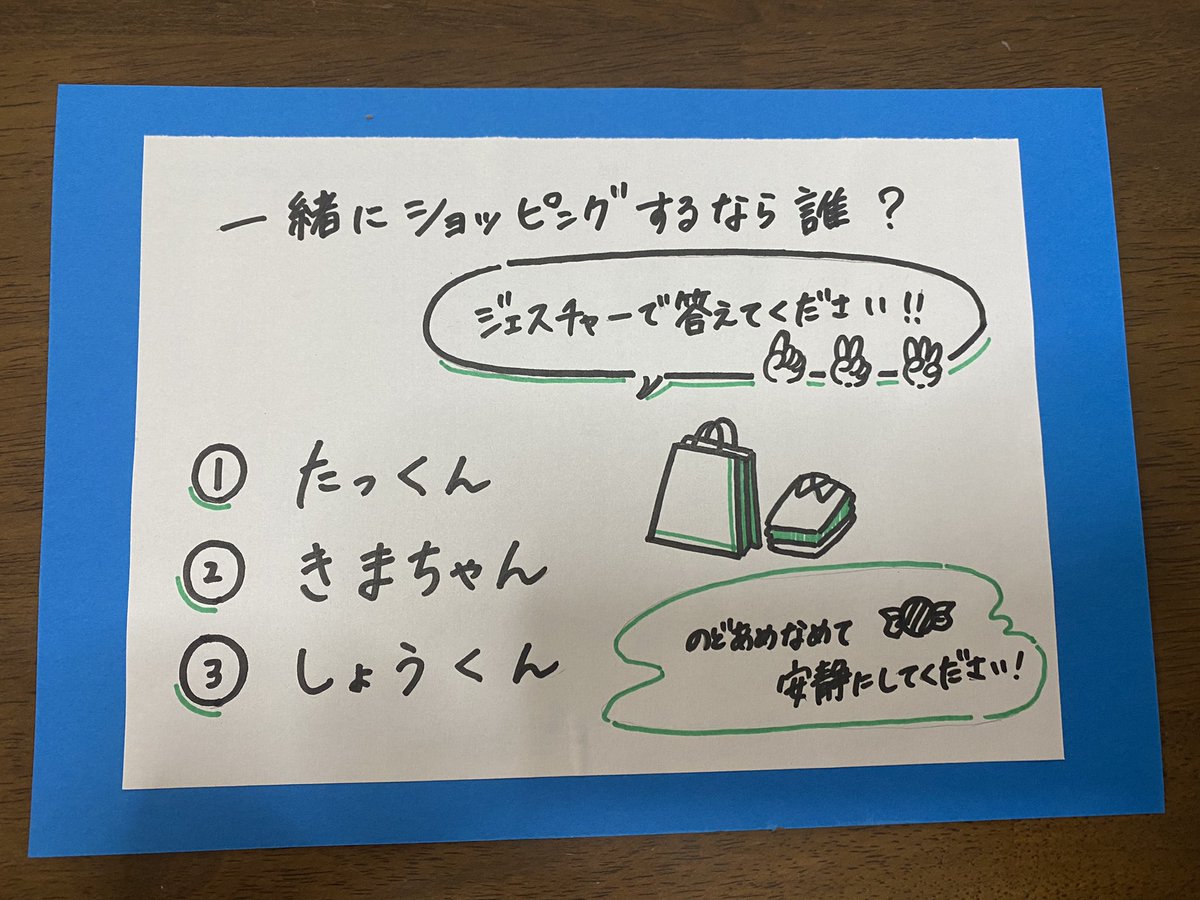 一緒にショッピングするなら誰？
ジェスチャーで答えてください!!
① たっくん
② きまちゃん
③ しょうくん
のどあめなめて
安静にしてください!